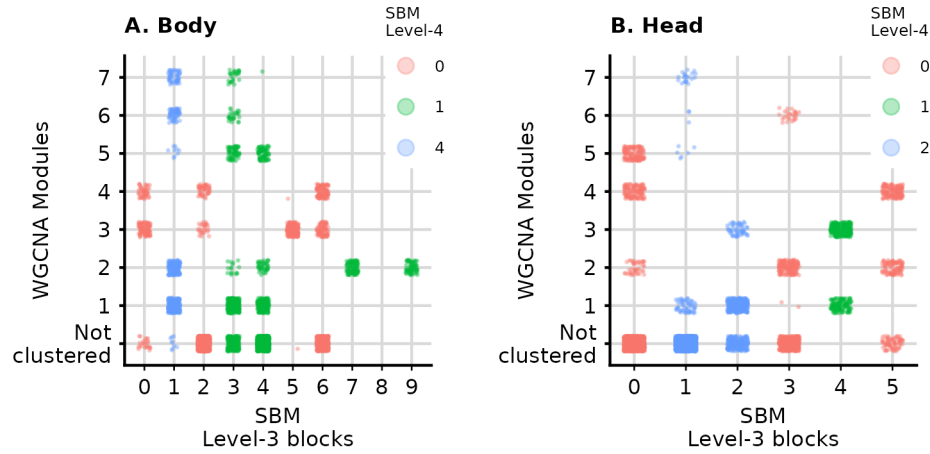 A. Body
SBM
Level-4
0
1
4
WGCNA Modules
7
6
5
4
3
2
1
Not
clustered
0 1 2 3 4 5 6 7 8 9
SBM
Level-3 blocks
B. Head
SBM
Level-4
0
1
2
WGCNA Modules
7
6
5
4
3
2
1
Not
clustered
0 1 2 3 4 5
SBM
Level-3 blocks